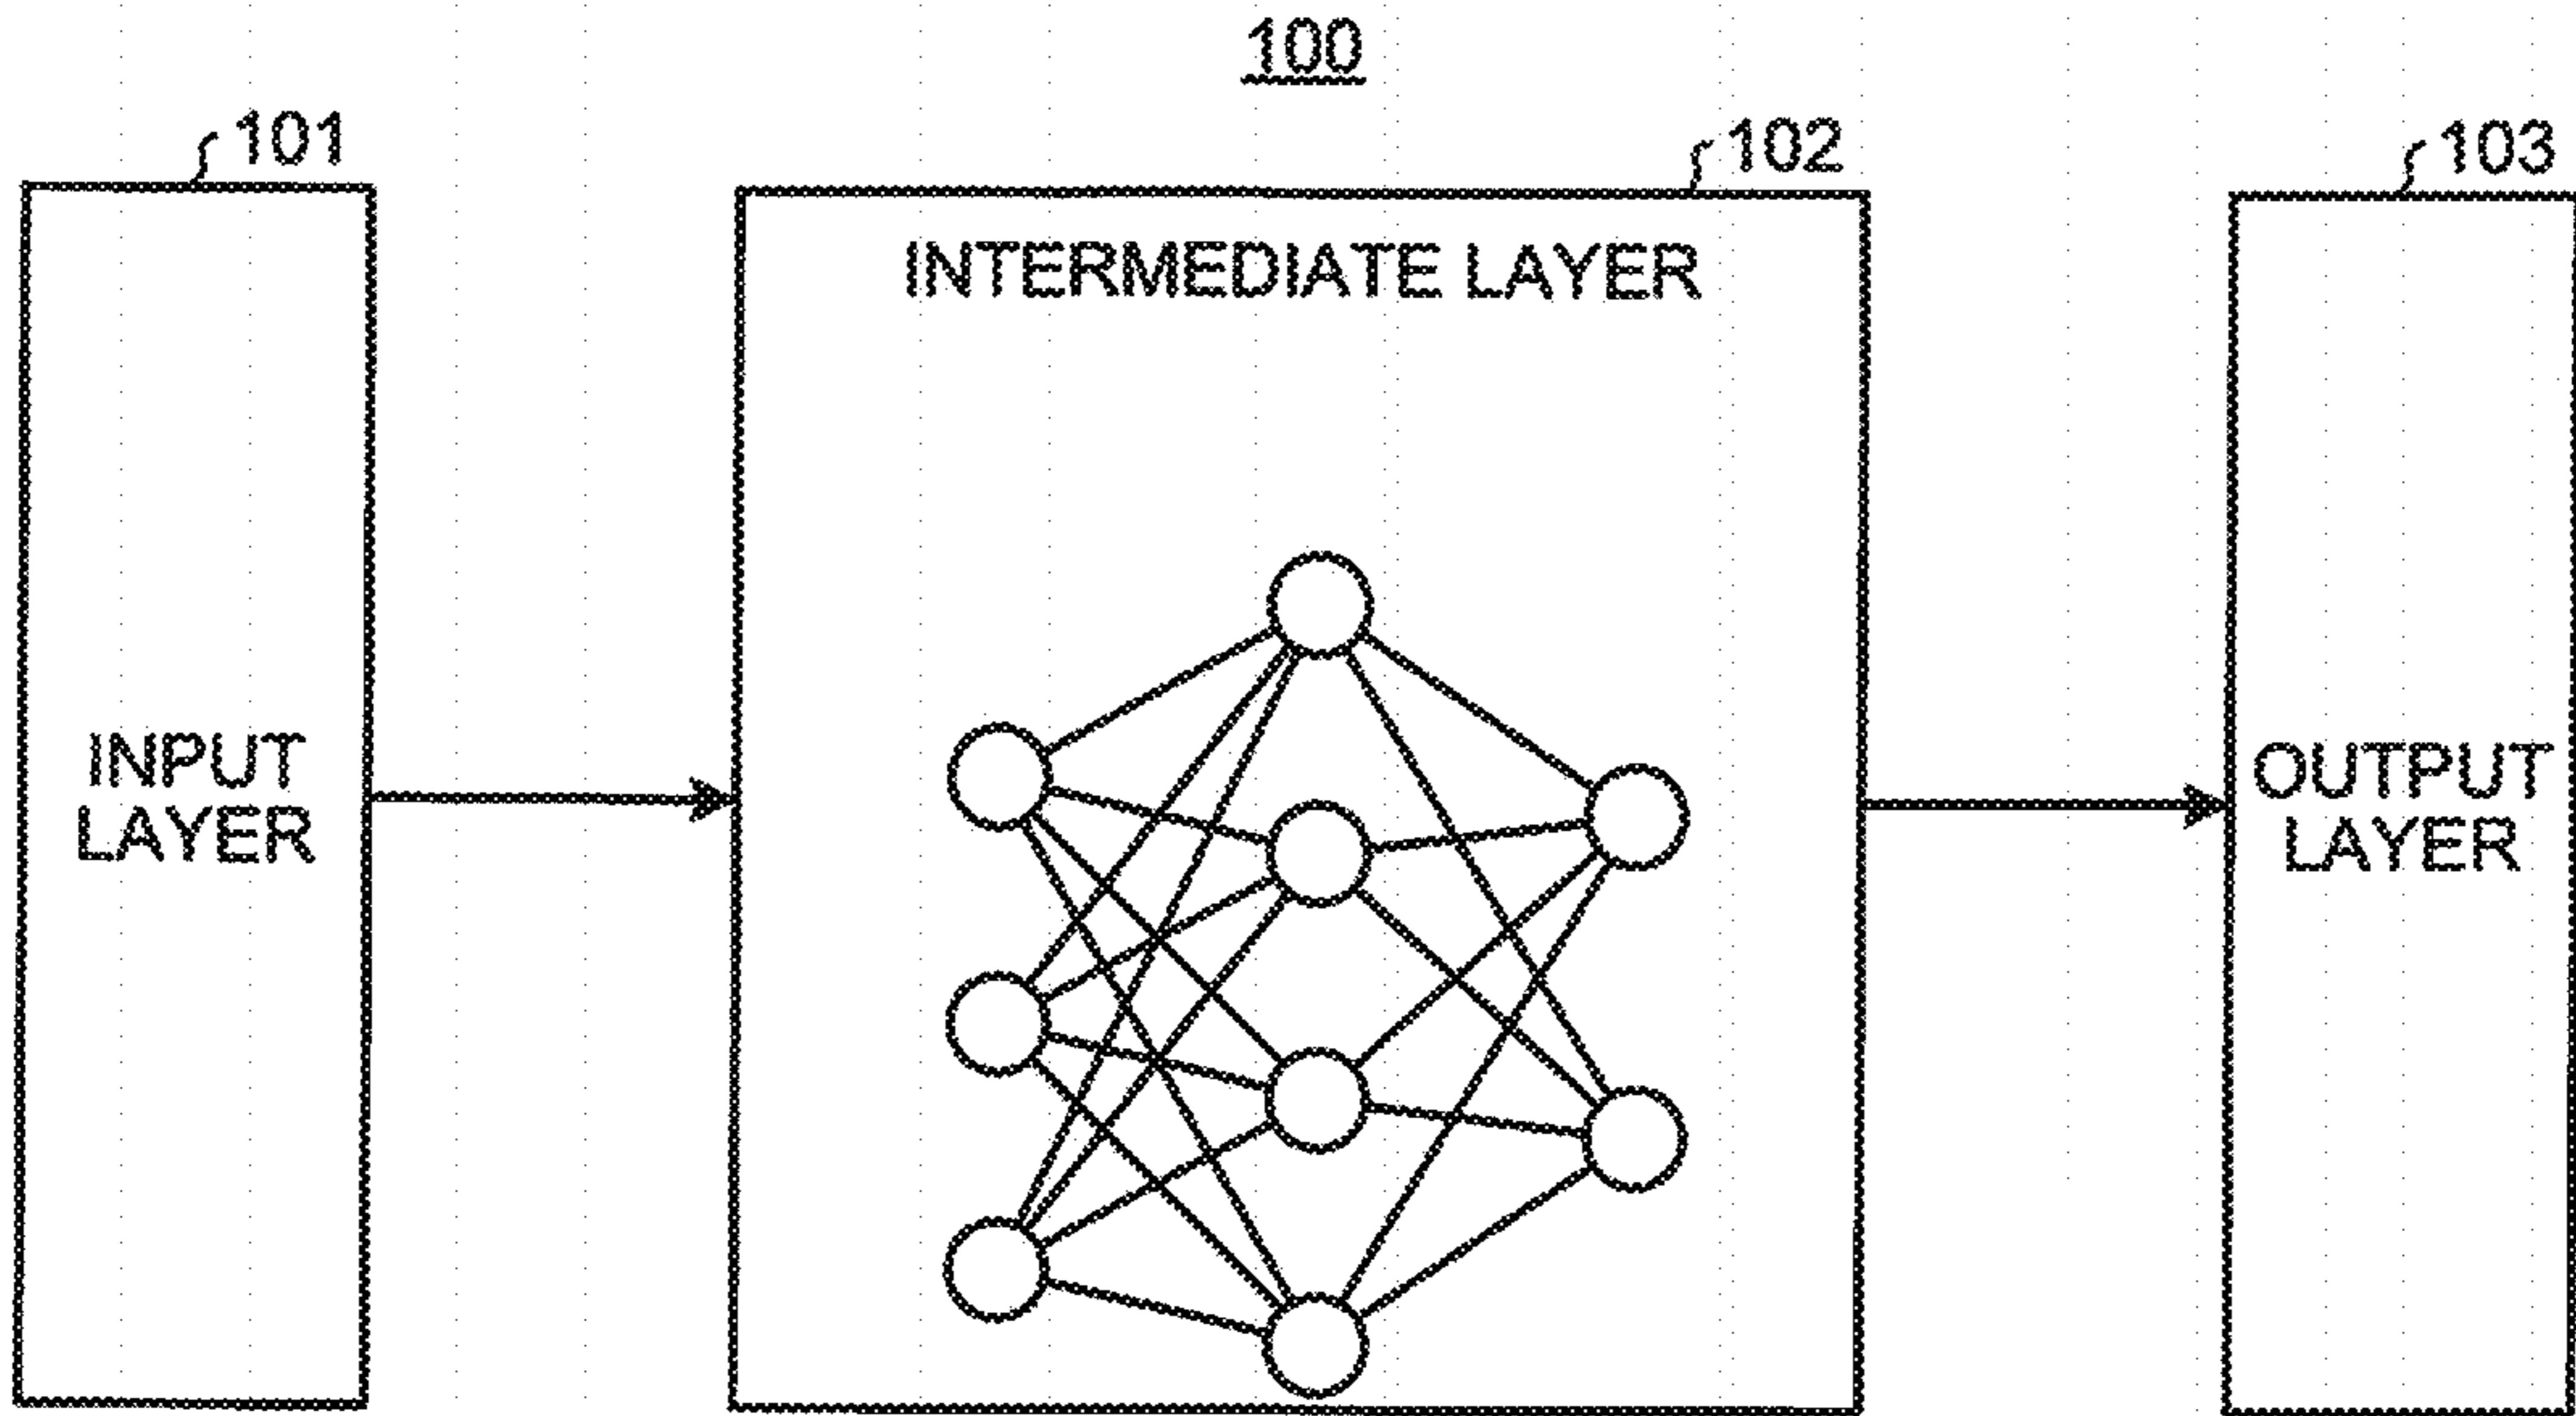 100
101
102
103
INTERMEDIATE LAYER
INPUT
LAYER
OUTPUT
LAYER